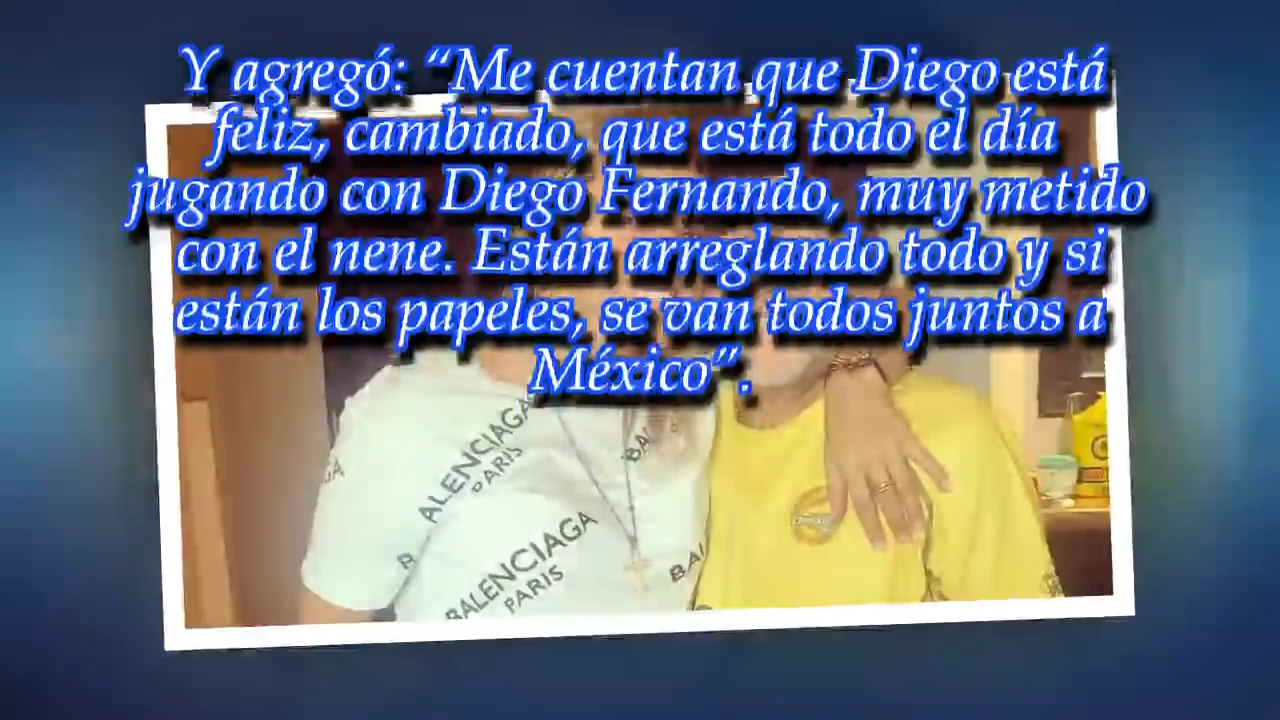 Y agregó: “Me cuentan que Diego está
feliz, cambiado, que está todo el día
jugando con Diego Fernando, muy metido
con el nene. Están arreglando todo y si
están los papeles, se van todos juntos a
México”.
BALENCIAGA
PARIS
BALENCIAGA
PARIS